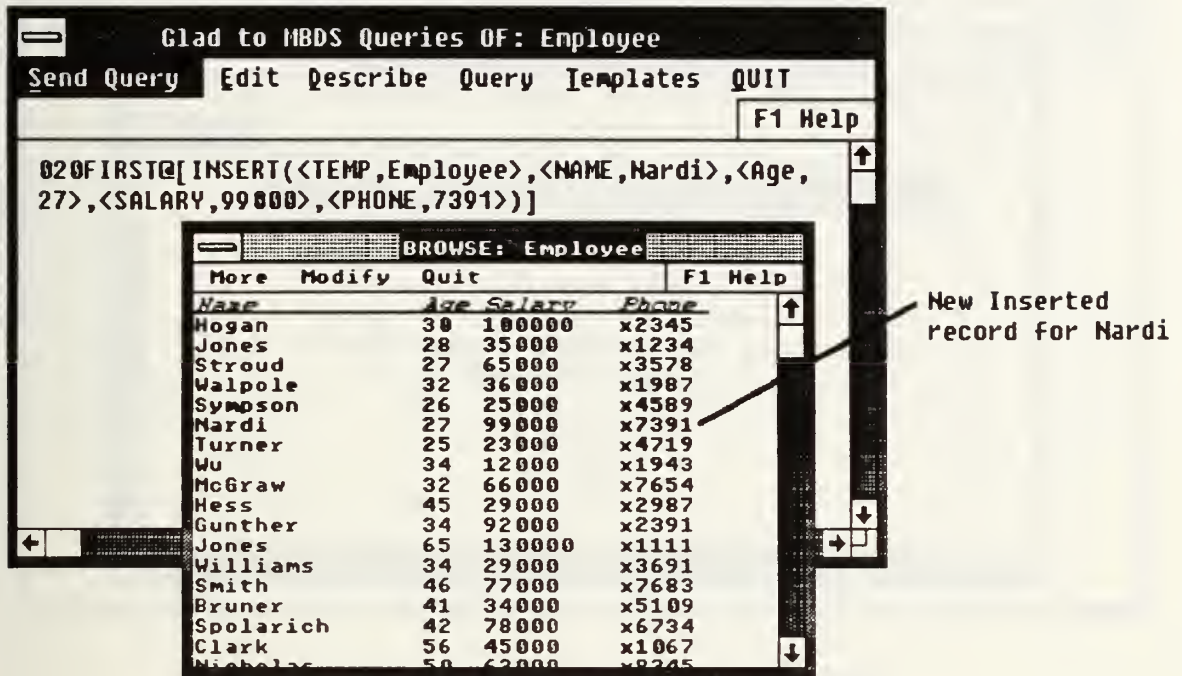 Glad to MBDS Queries OF: Employee
Send Query Edit Describe Query Templates QUIT
F1 Help
020FIRST@[INSERT(<TEMP,Employee>,<NAME,Nardi>,<Age,
27>,<SALARY,99000>,<PHONE,7391>)]
BROWSE: Employee
More Modify Quit F1 Help
Name Age Salary Phone
Hogan 30 100000 x2345
Jones 28 35000 x1234
Stroud 27 65000 x3578
Walpole 32 36000 x1987
Sympson 26 25000 x4589
Nardi 27 99000 x7391
Turner 25 23000 x4719
Wu 34 12000 x1943
McGraw 32 66000 x7654
Hess 45 29000 x2987
Gunther 34 92000 x2391
Jones 65 130000 x1111
Williams 34 29000 x3691
Smith 46 77000 x7683
Bruner 41 34000 x5109
Spolarich 42 78000 x6734
Clark 56 45000 x1067
Nicholas 50 62000 x8245
New Inserted
record for Nardi